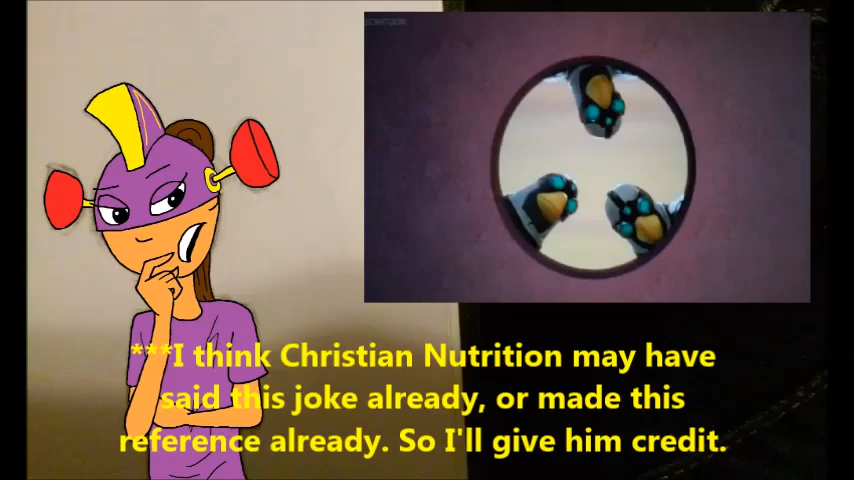 ***I think Christian Nutrition may have
said this joke already, or made this
reference already. So I'll give him credit.